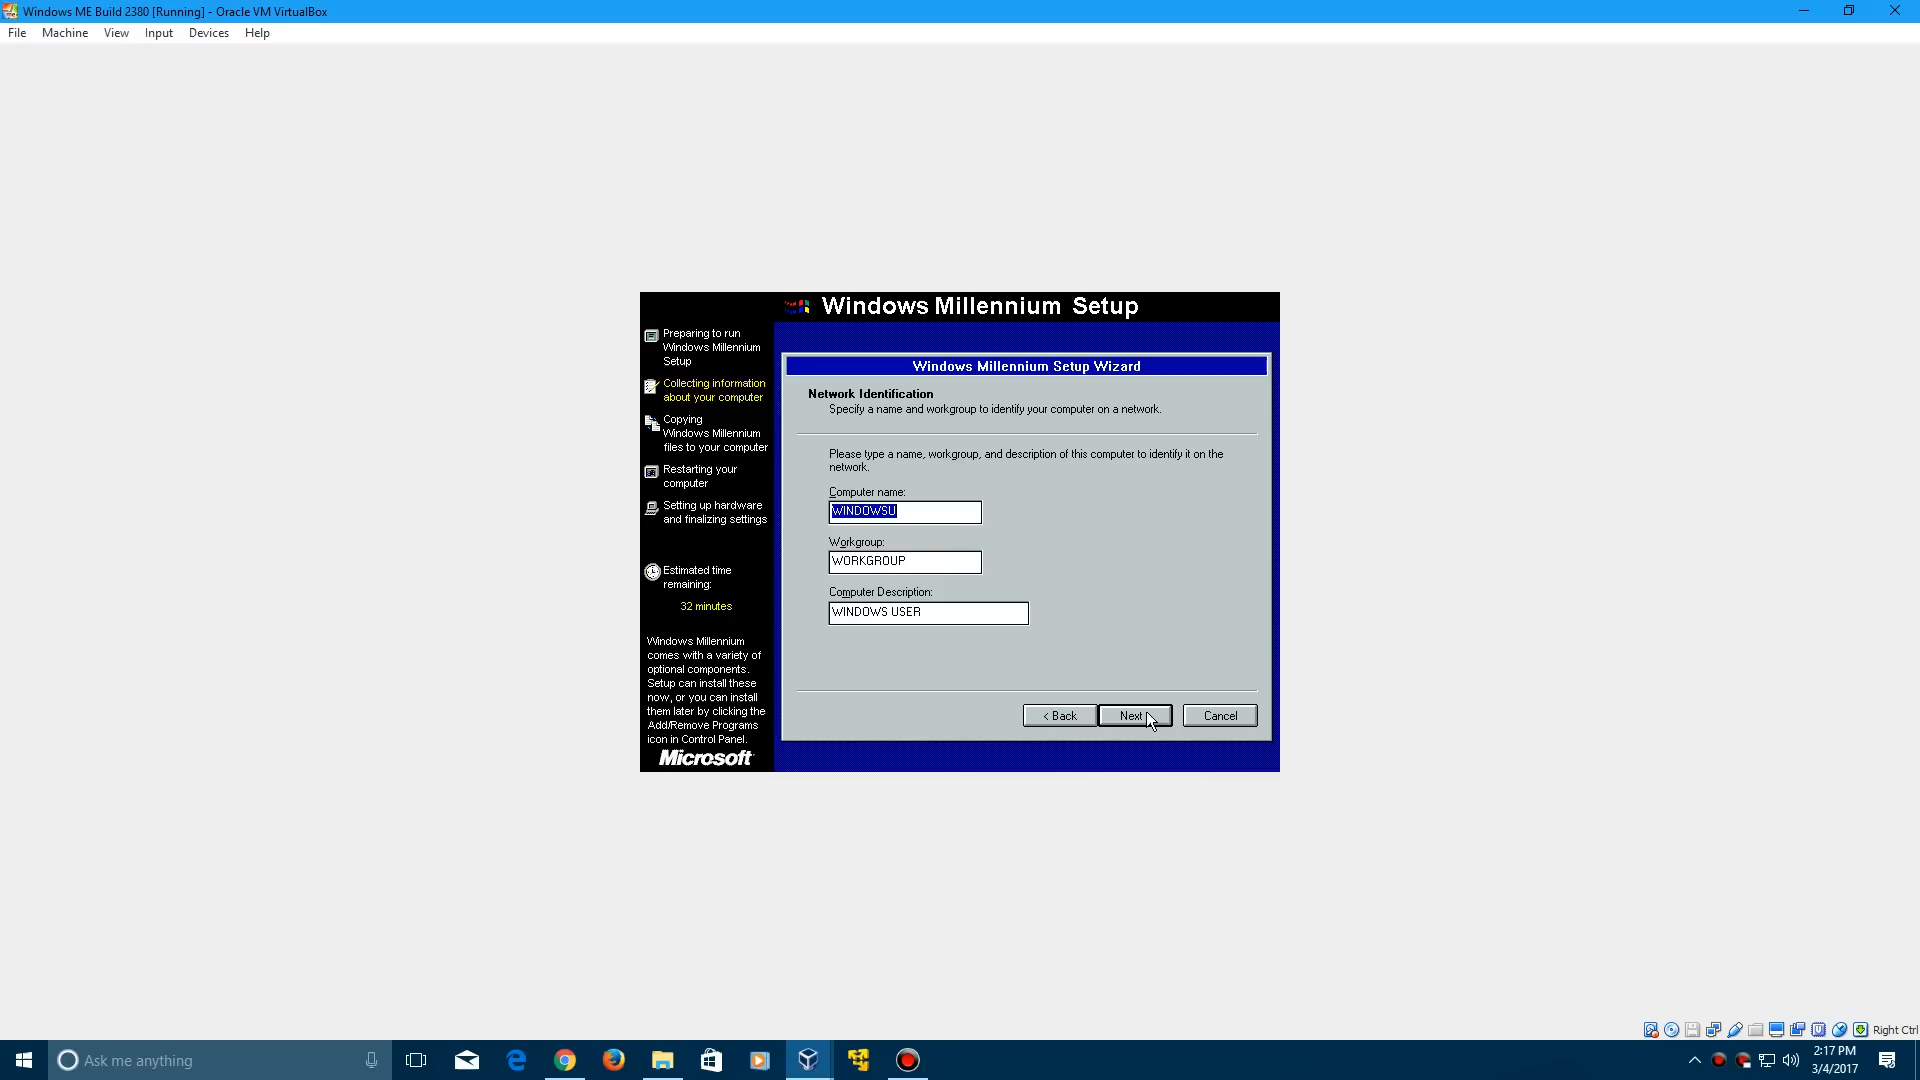 Windows ME Build 2380 [Running] - Oracle VM VirtualBox
File Machine View Input Devices Help
Windows Millennium Setup
Preparing to run
Windows Millennium
Setup
Collecting information
about your computer
Copying
Windows Millennium
files to your computer
Restarting your
computer
Setting up hardware
and finalizing settings
Estimated time
remaining:
32 minutes
Windows Millennium
comes with a variety of
optional components.
Setup can install these
now, or you can install
them later by clicking the
Add/Remove Programs
icon in Control Panel.
Microsoft
Windows Millennium Setup Wizard
Network Identification
Specify a name and workgroup to identify your computer on a network.
Please type a name, workgroup, and description of this computer to identify it on the
network.
Computer name:
WINDOWSU
Workgroup:
WORKGROUP
Computer Description:
WINDOWS USER
< Back Next Cancel
Right Ctrl
Ask me anything
2:17 PM
3/4/2017